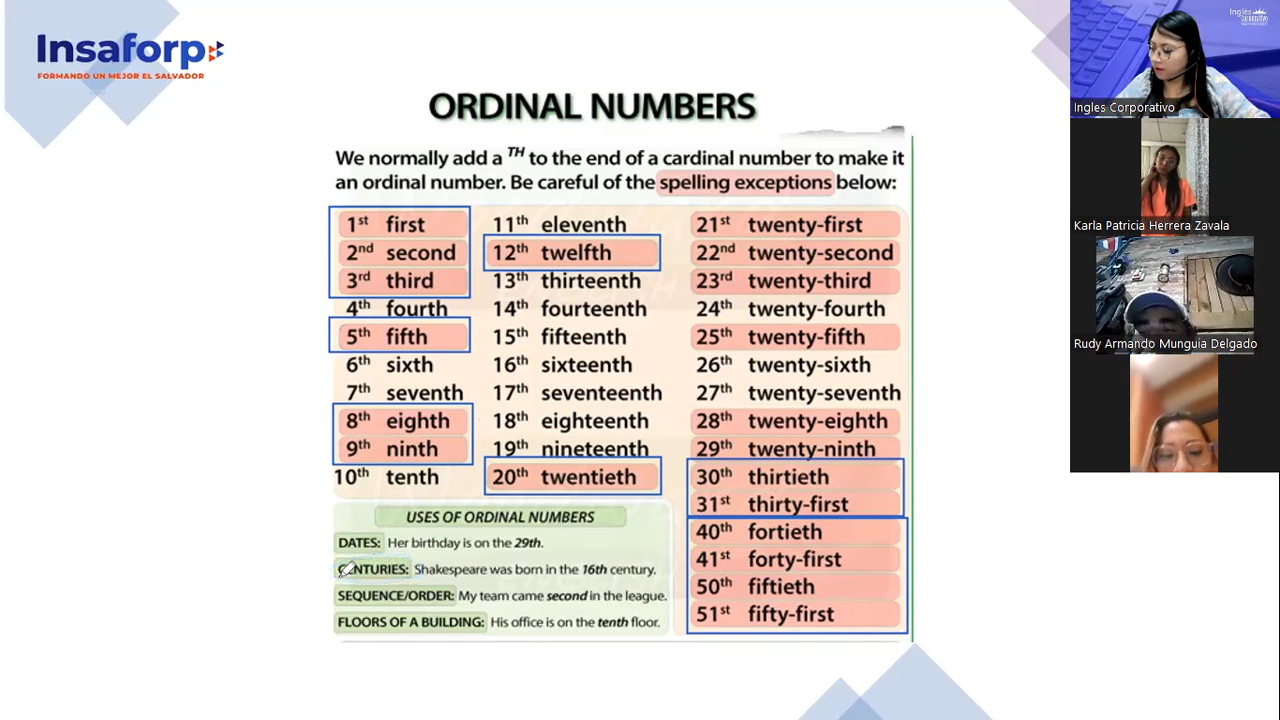 Insaforp
FORMANDO UN MEJOR EL SALVADOR
ORDINAL NUMBERS
We normally add a TH to the end of a cardinal number to make it
an ordinal number. Be careful of the spelling exceptions below:
1st first
2nd second
3rd third
4th fourth
5th fifth
6th sixth
7th seventh
8th eighth
9th ninth
10th tenth
11th eleventh
12th twelfth
13th thirteenth
14th fourteenth
15th fifteenth
16th sixteenth
17th seventeenth
18th eighteenth
19th nineteenth
20th twentieth
21st twenty-first
22nd twenty-second
23rd twenty-third
24th twenty-fourth
25th twenty-fifth
26th twenty-sixth
27th twenty-seventh
28th twenty-eighth
29th twenty-ninth
30th thirtieth
31st thirty-first
40th fortieth
41st forty-first
50th fiftieth
51st fifty-first
USES OF ORDINAL NUMBERS
DATES: Her birthday is on the 29th.
CENTURIES: Shakespeare was born in the 16th century.
SEQUENCE/ORDER: My team came second in the league.
FLOORS OF A BUILDING: His office is on the tenth floor.
Ingles Corporativo
Karla Patricia Herrera Zavala
Rudy Armando Munguia Delgado